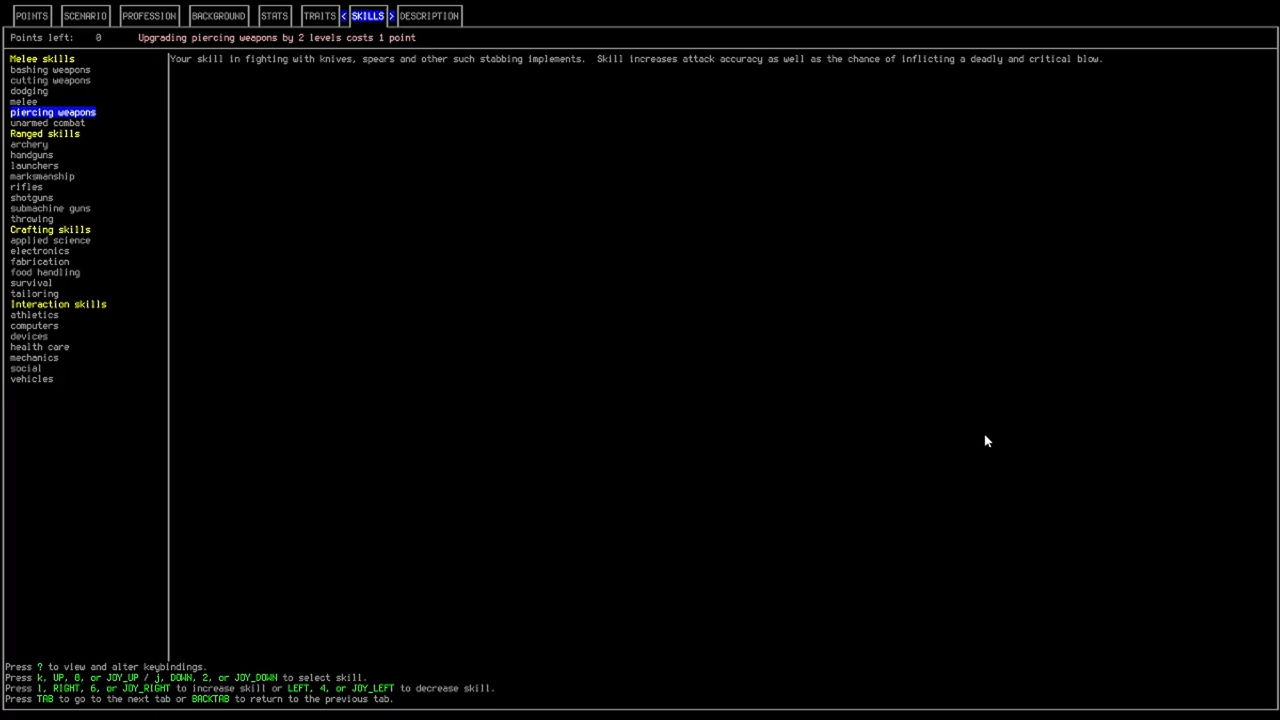 POINTS SCENARIO PROFESSION BACKGROUND STATS TRAITS < SKILLS > DESCRIPTION
Points left: 0 Upgrading piercing weapons by 2 levels costs 1 point
Melee skills
bashing weapons
cutting weapons
dodging
melee
piercing weapons
unarmed combat
Ranged skills
archery
handguns
launchers
marksmanship
rifles
shotguns
submachine guns
throwing
Crafting skills
applied science
electronics
fabrication
food handling
survival
tailoring
Interaction skills
athletics
computers
devices
health care
mechanics
social
vehicles
Your skill in fighting with knives, spears and other such stabbing implements. Skill increases attack accuracy as well as the chance of inflicting a deadly and critical blow.
Press ? to view and alter keybindings.
Press k, UP, 8, or JOY_UP / j, DOWN, 2, or JOY_DOWN to select skill.
Press l, RIGHT, 6, or JOY_RIGHT to increase skill or LEFT, 4, or JOY_LEFT to decrease skill.
Press TAB to go to the next tab or BACKTAB to return to the previous tab.